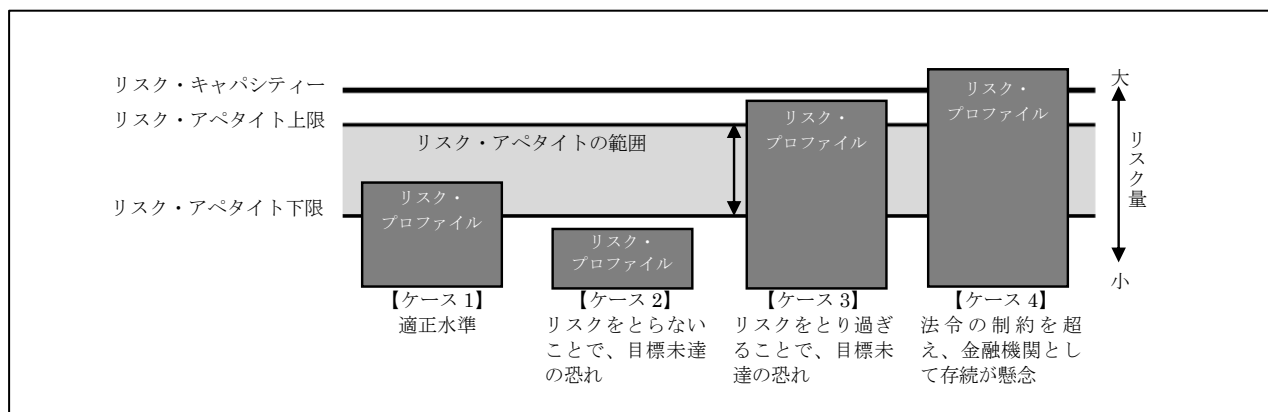 リスク・キャパシティー
リスク・アペタイト上限
リスク・アペタイトの範囲
リスク・アペタイト下限
リスク・
プロファイル
リスク・
プロファイル
リスク・
プロファイル
リスク・
プロファイル
大
リスク量
小
【ケース 1】
適正水準
【ケース 2】
リスクをとらない
ことで、目標未達
の恐れ
【ケース 3】
リスクをとり過ぎ
ることで、目標未
達の恐れ
【ケース 4】
法令の制約を超
え、金融機関とし
て存続が懸念